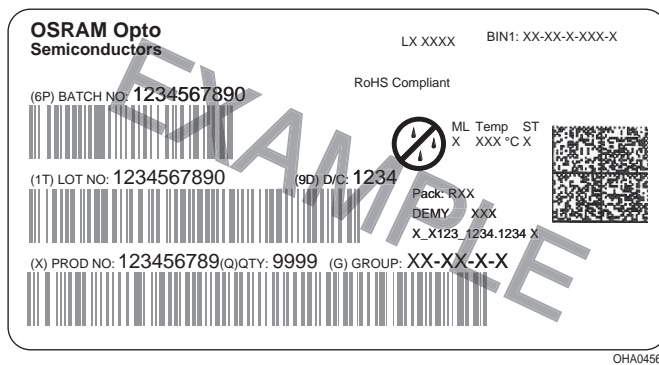 OSRAM Opto
Semiconductors
LX XXXX
BIN1: XX-XX-X-XXX-X
RoHS Compliant
(6P) BATCH NO: 1234567890
ML Temp ST
X XXX °C X
(1T) LOT NO: 1234567890 (9D) D/C: 1234
Pack: RXX
DEMY XXX
X_X123_1234.1234 X
(X) PROD NO: 123456789(Q)QTY: 9999 (G) GROUP: XX-XX-X-X
EXAMPLE
OHA0456